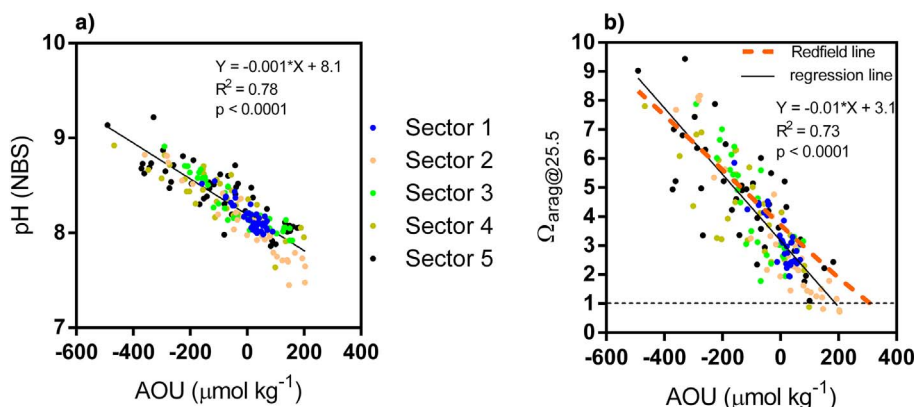 a)
Y = -0.001*X + 8.1
R² = 0.78
p < 0.0001
pH (NBS)
9
8
7
-600 -400 -200 0 200 400
AOU (μmol kg⁻¹)
Sector 1
Sector 2
Sector 3
Sector 4
Sector 5
b)
Redfield line
regression line
Y = -0.01*X + 3.1
R² = 0.73
p < 0.0001
Ωarag@25.5
10
9
8
7
6
5
4
3
2
1
0
-600 -400 -200 0 200 400
AOU (μmol kg⁻¹)